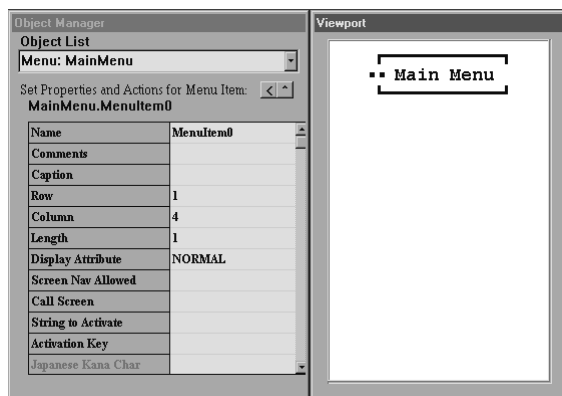 Object Manager
Object List
Menu: MainMenu
Set Properties and Actions for Menu Item: < ^
MainMenu.MenuItem0
Name MenuItem0
Comments
Caption
Row 1
Column 4
Length 1
Display Attribute NORMAL
Screen Nav Allowed
Call Screen
String to Activate
Activation Key
Japanese Kana Char
Viewport
Main Menu